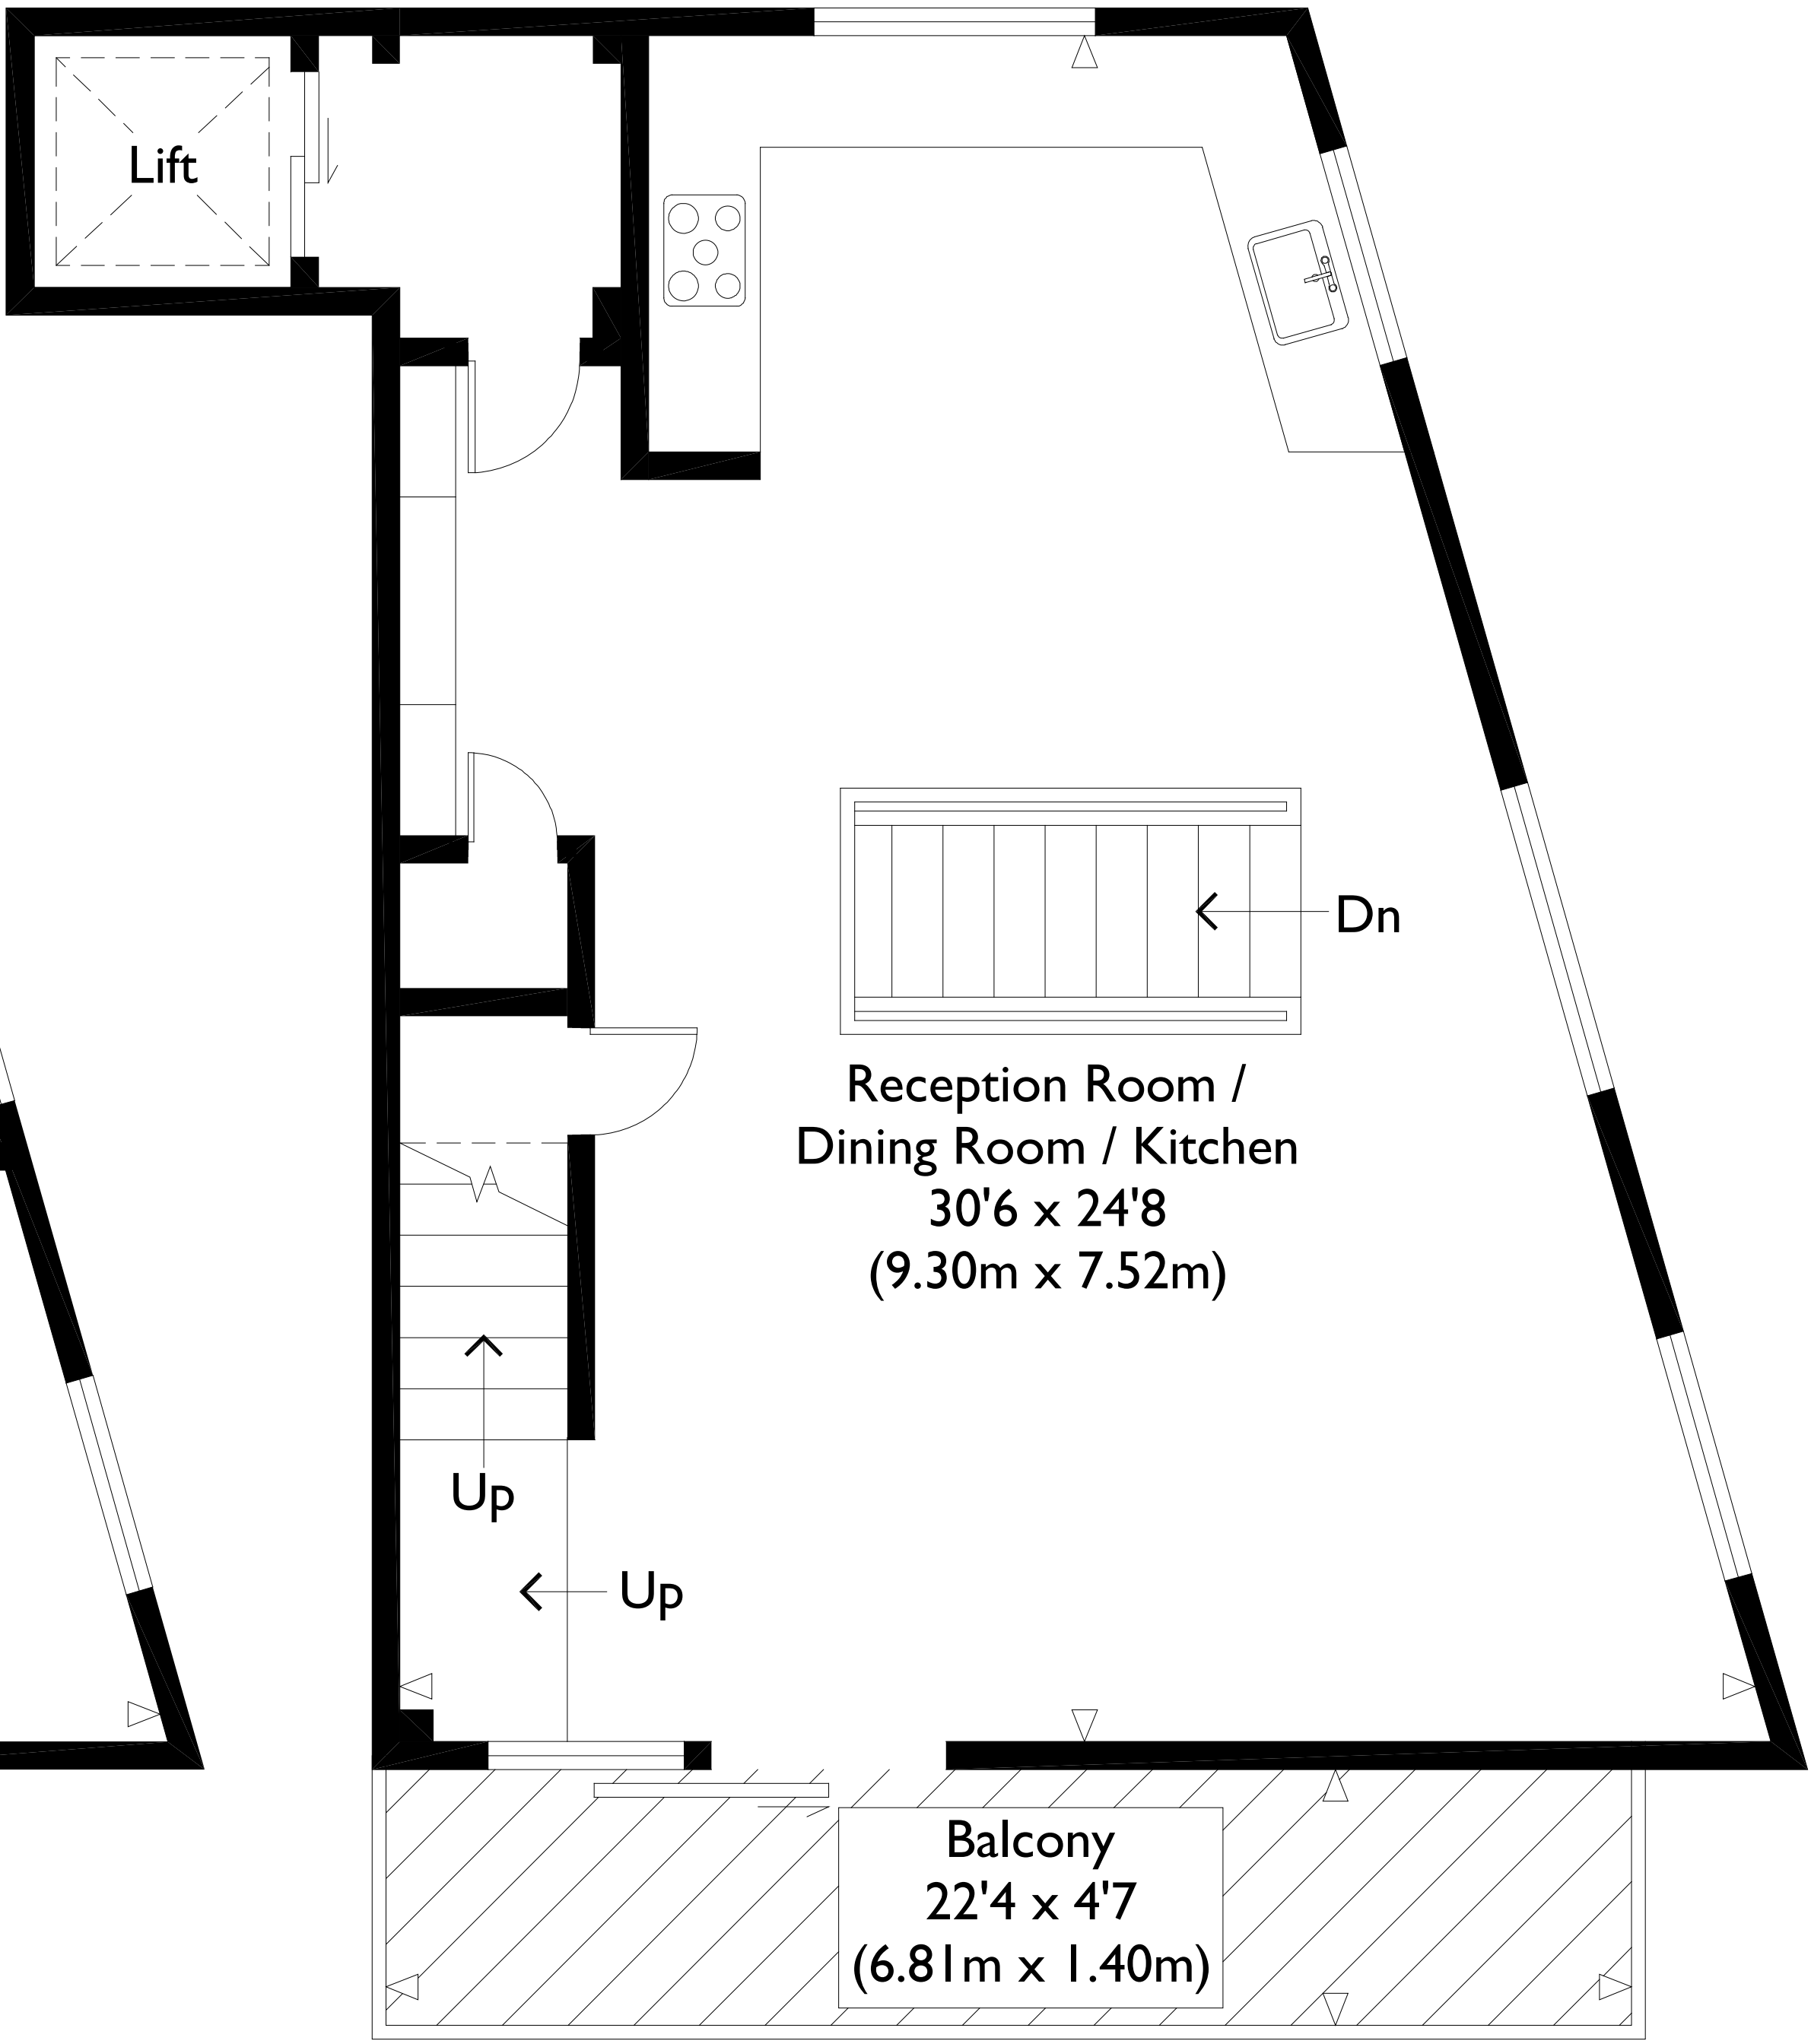 Lift
Dn
Reception Room /
Dining Room / Kitchen
30'6 x 24'8
(9.30m x 7.52m)
Up
Up
Balcony
22'4 x 4'7
(6.81m x 1.40m)